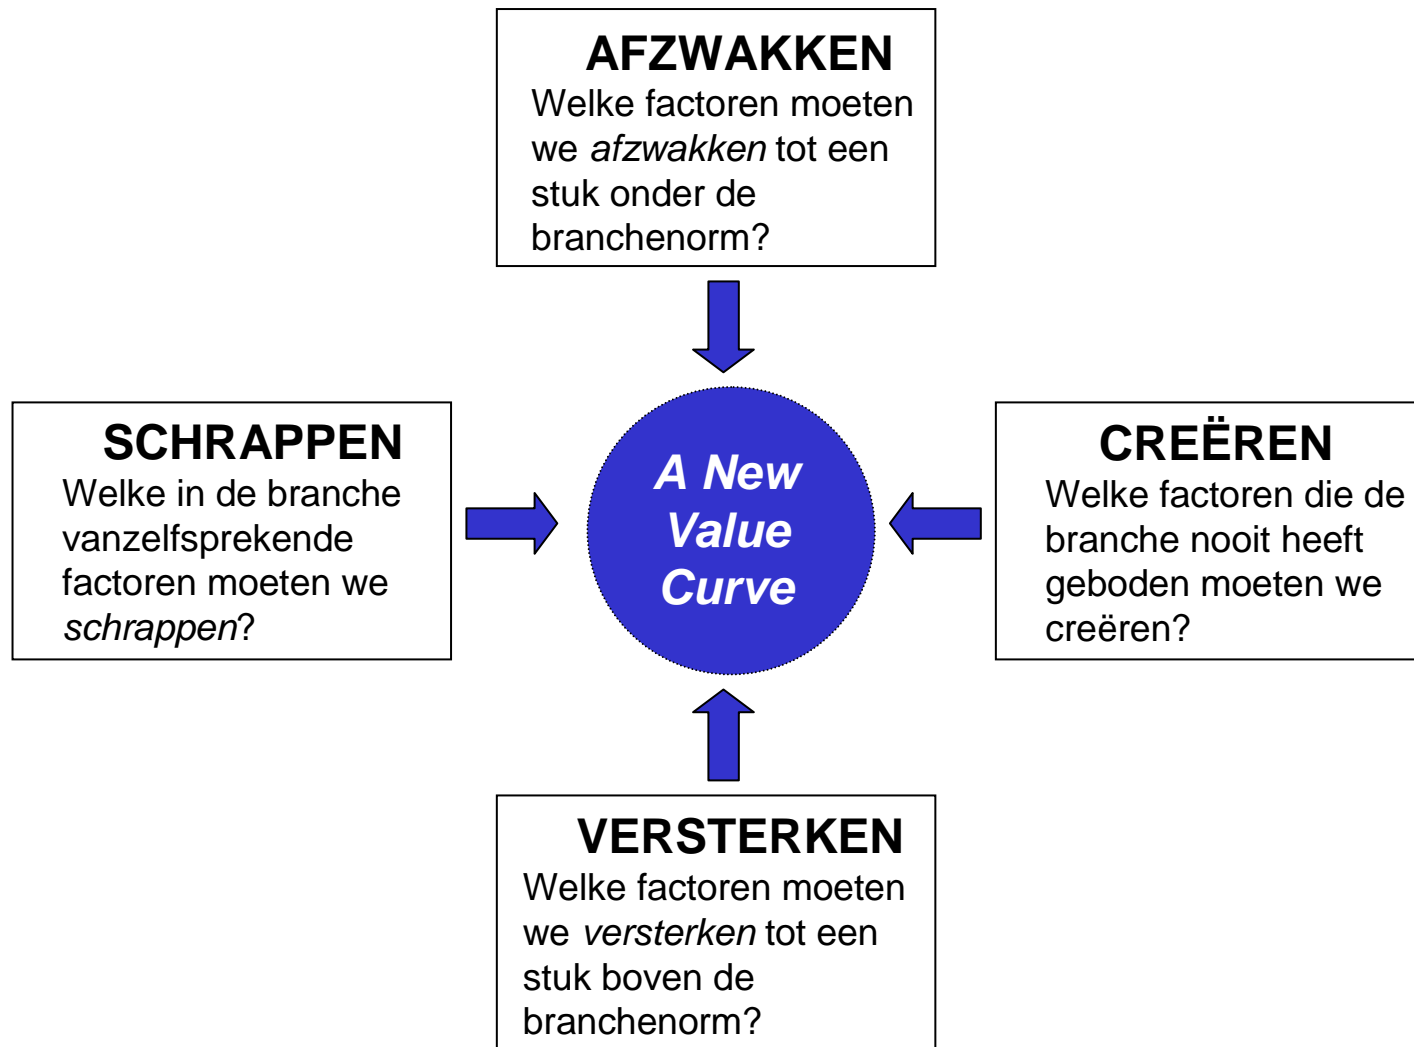 AFZWAKKEN
Welke factoren moeten
we afzwakken tot een
stuk onder de
branchenorm?
SCHRAPPEN
Welke in de branche
vanzelfsprekende
factoren moeten we
schrappen?
A New
Value
Curve
CREËREN
Welke factoren die de
branche nooit heeft
geboden moeten we
creëren?
VERSTERKEN
Welke factoren moeten
we versterken tot een
stuk boven de
branchenorm?